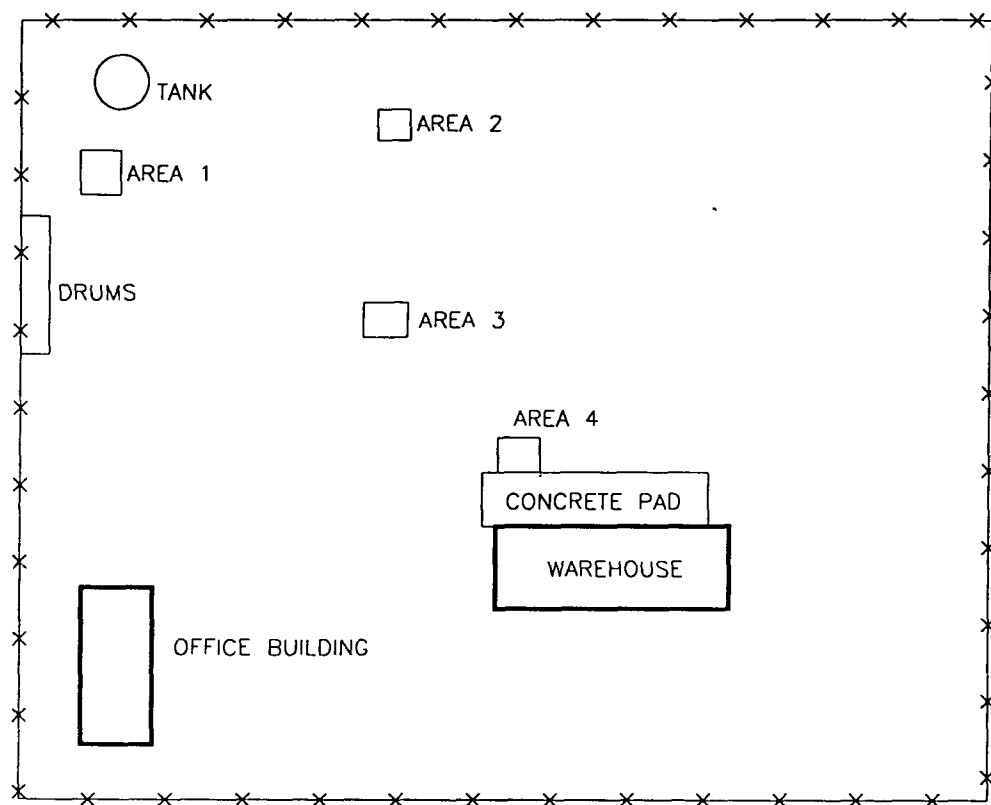 TANK
AREA 2
AREA 1
DRUMS
AREA 3
AREA 4
CONCRETE PAD
WAREHOUSE
OFFICE BUILDING